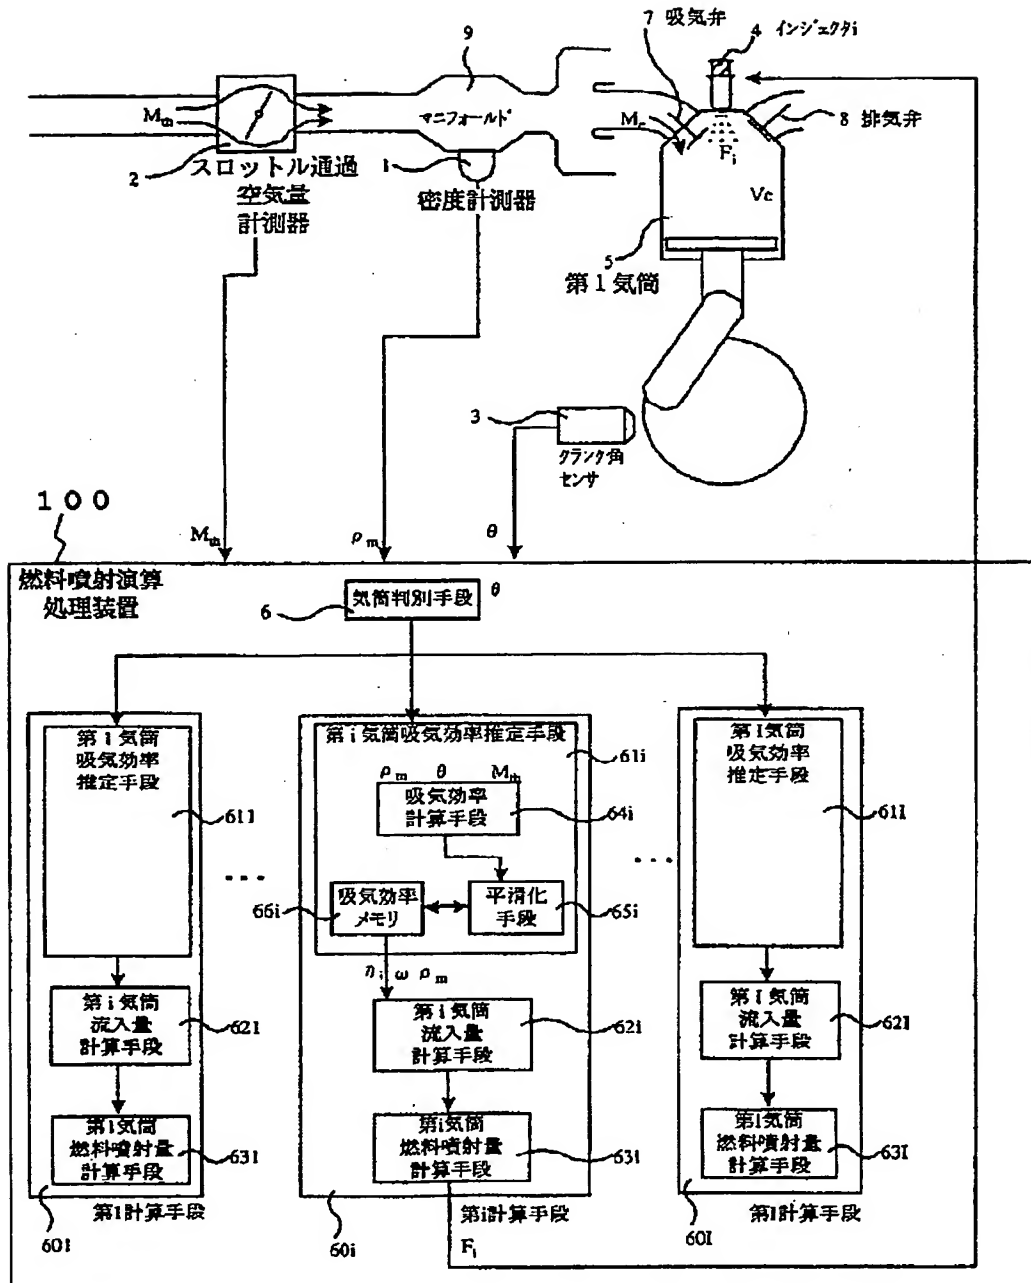 9
7 吸気弁
4 インジェクタi
M_th
マニフォールド
M_c
F_i
8 排気弁
2
スロットル通過
空気量
計測器
1
密度計測器
Vc
5
第1気筒
3
クランク角
センサ
100
M_th
ρ_m
θ
燃料噴射演算
処理装置
6
気筒判別手段
θ
第1気筒
吸気効率
推定手段
611
第i気筒吸気効率推定手段
61i
ρ_m θ M_th
吸気効率
計算手段
64i
吸気効率
メモリ
66i
平滑化
手段
65i
第I気筒
吸気効率
推定手段
61I
....
...
η_i ω ρ_m
第i気筒
流入量
計算手段
621
第i気筒
流入量
計算手段
62i
第I気筒
流入量
計算手段
62I
第1気筒
燃料噴射量
計算手段
631
第i気筒
燃料噴射量
計算手段
63i
第I気筒
燃料噴射量
計算手段
63I
601
第1計算手段
60i
第i計算手段
60I
第I計算手段
F_i